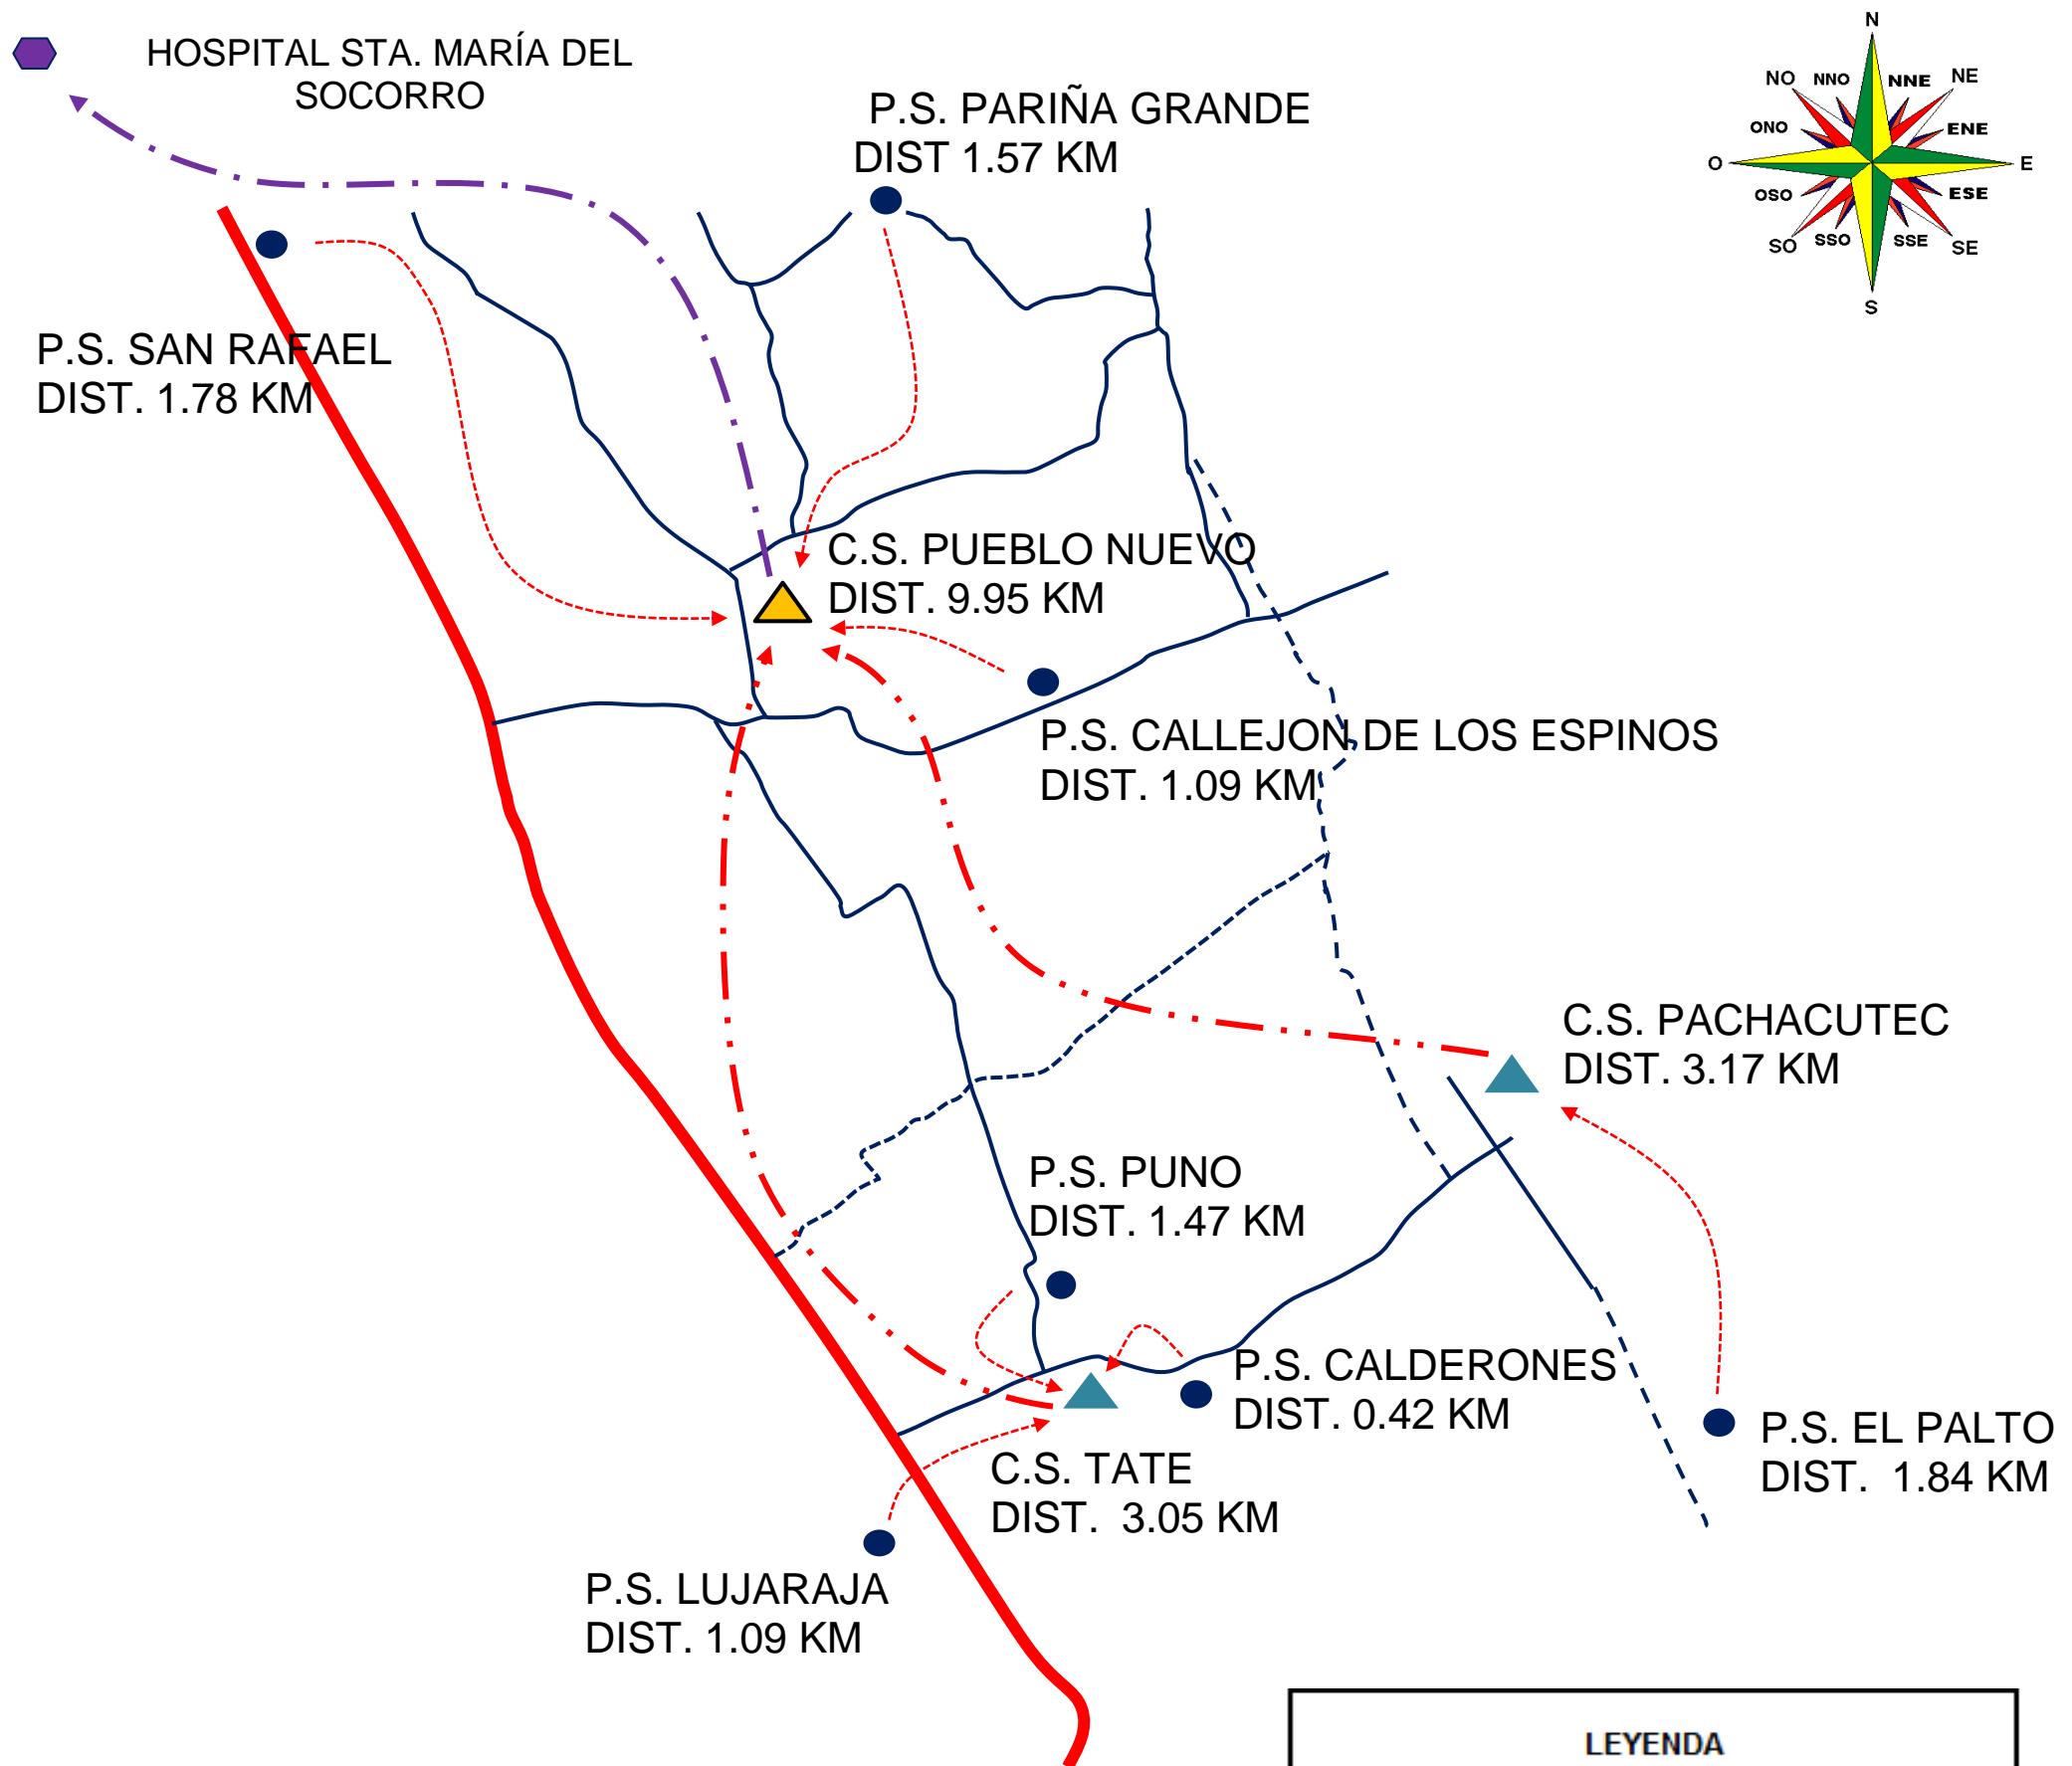 HOSPITAL STA. MARÍA DEL
SOCORRO
P.S. PARIÑA GRANDE
DIST 1.57 KM
N
NO
NNO
NNE
NE
ONO
ENE
O
E
OSO
ESE
SO
SSO
SSE
SE
S
P.S. SAN RAFAEL
DIST. 1.78 KM
C.S. PUEBLO NUEVO
DIST. 9.95 KM
P.S. CALLEJON DE LOS ESPINOS
DIST. 1.09 KM
C.S. PACHACUTEC
DIST. 3.17 KM
P.S. PUNO
DIST. 1.47 KM
P.S. CALDERONES
DIST. 0.42 KM
P.S. EL PALTO
DIST. 1.84 KM
C.S. TATE
DIST. 3.05 KM
P.S. LUJARAJA
DIST. 1.09 KM
LEYENDA